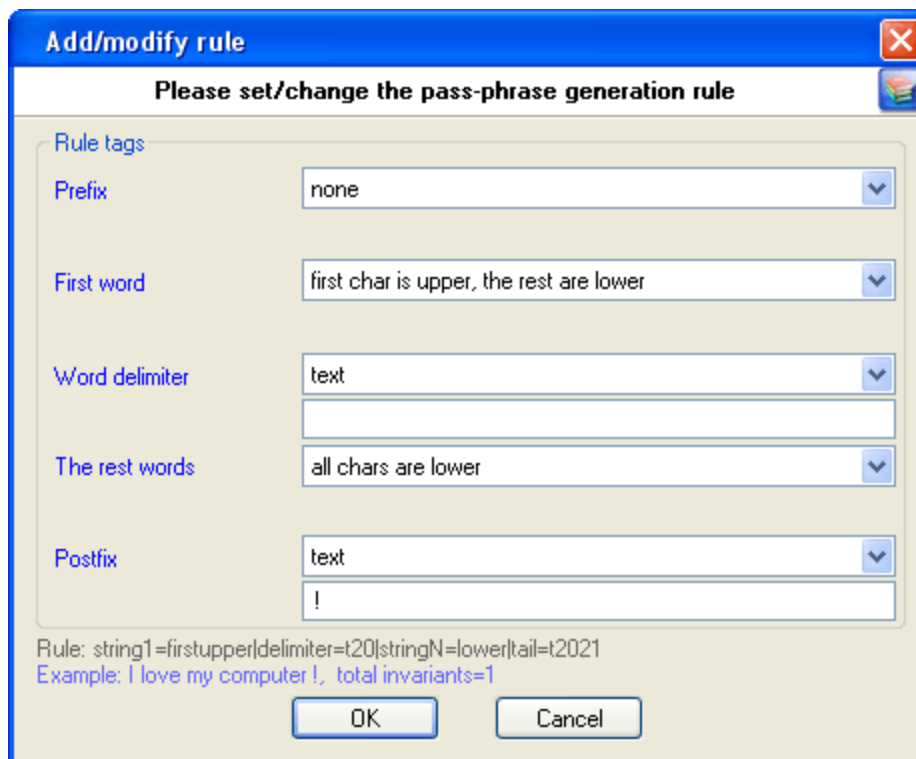 Add/modify rule
Please set/change the pass-phrase generation rule
Rule tags
Prefix
none
First word
first char is upper, the rest are lower
Word delimiter
text
The rest words
all chars are lower
Postfix
text
!
Rule: string1=firstupper|delimiter=t20|stringN=lower|tail=t2021
Example: I love my computer !,  total invariants=1
OK
Cancel